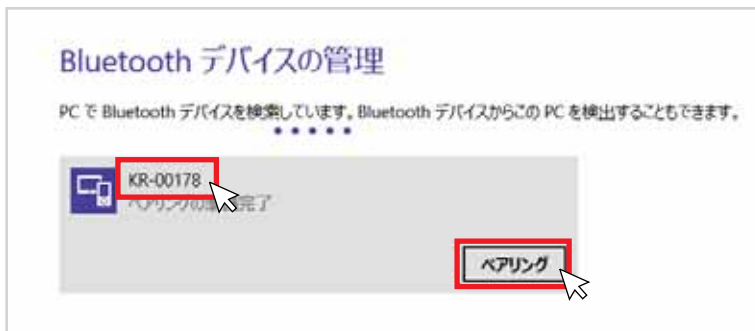 Bluetooth デバイスの管理
PC で Bluetooth デバイスを検索しています。Bluetooth デバイスからこの PC を検出することもできます。
KR-00178
ペアリングの準備完了
ペアリング